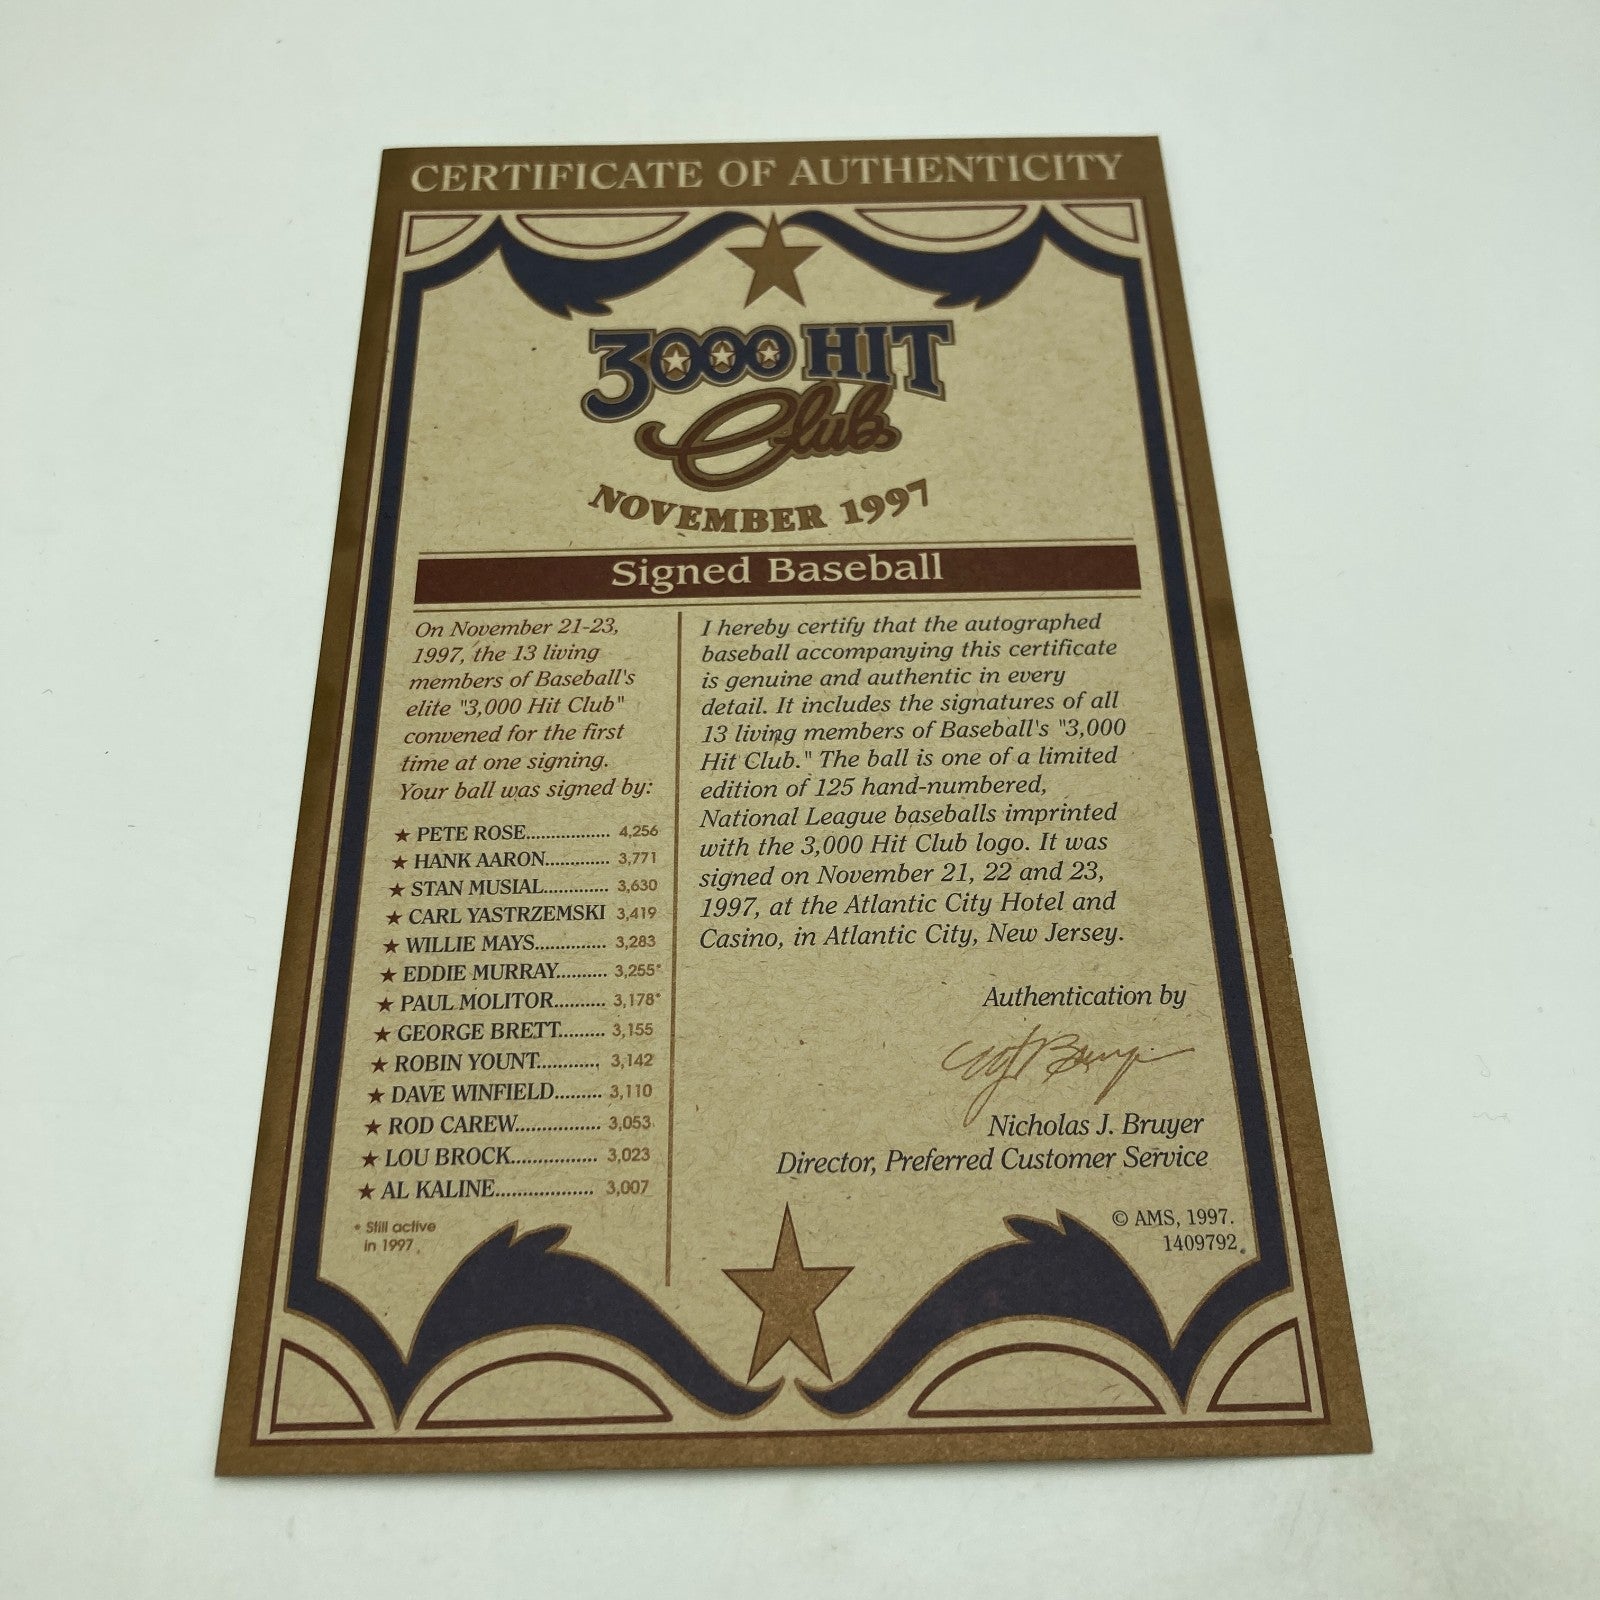 CERTIFICATE OF AUTHENTICITY
3000 HIT
Club
NOVEMBER 1997
Signed Baseball
On November 21-23,
1997, the 13 living
members of Baseball's
elite "3,000 Hit Club"
convened for the first
time at one signing.
Your ball was signed by:
★ PETE ROSE................ 4,256
★ HANK AARON............ 3,771
★ STAN MUSIAL............ 3,630
★ CARL YASTRZEMSKI 3,419
★ WILLIE MAYS............. 3,283
★ EDDIE MURRAY.......... 3,255*
★ PAUL MOLITOR.......... 3,178*
★ GEORGE BRETT......... 3,155
★ ROBIN YOUNT............ 3,142
★ DAVE WINFIELD......... 3,110
★ ROD CAREW................ 3,053
★ LOU BROCK................ 3,023
★ AL KALINE................... 3,007
* Still active
in 1997
I hereby certify that the autographed
baseball accompanying this certificate
is genuine and authentic in every
detail. It includes the signatures of all
13 living members of Baseball's "3,000
Hit Club." The ball is one of a limited
edition of 125 hand-numbered,
National League baseballs imprinted
with the 3,000 Hit Club logo. It was
signed on November 21, 22 and 23,
1997, at the Atlantic City Hotel and
Casino, in Atlantic City, New Jersey.
Authentication by
Nicholas J. Bruyer
Director, Preferred Customer Service
© AMS, 1997.
1409792